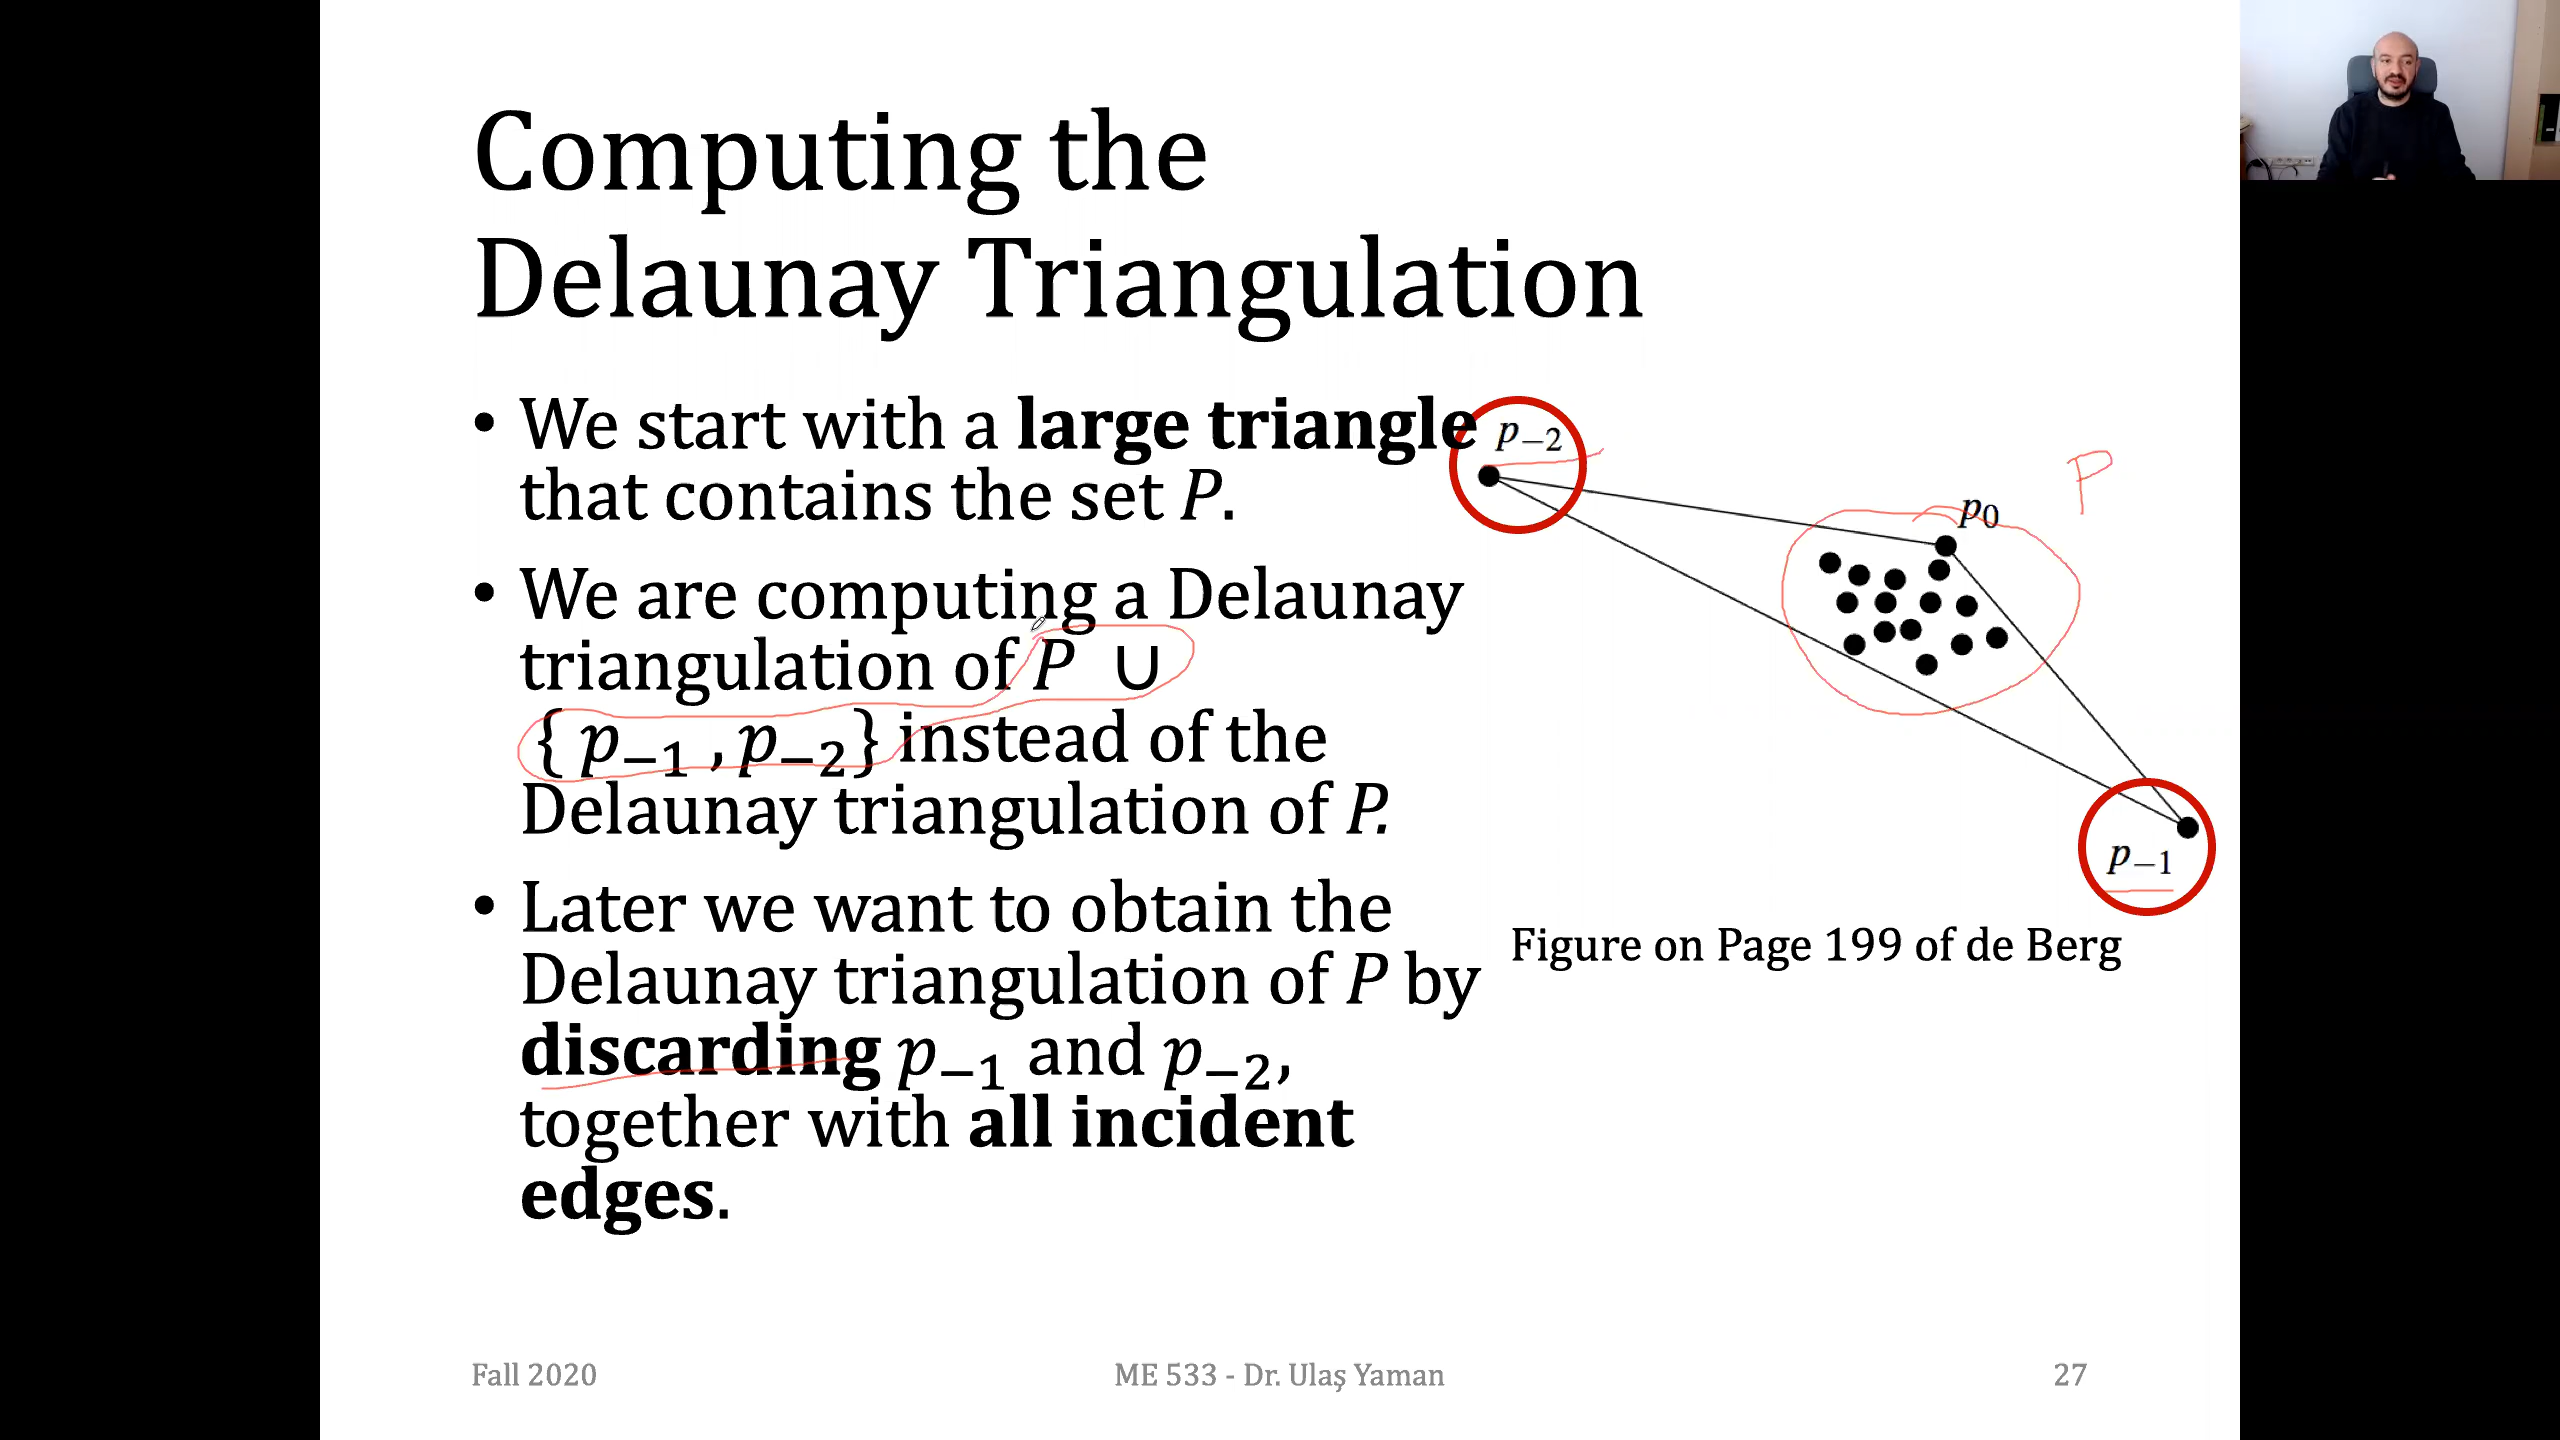 Computing the
Delaunay Triangulation
• We start with a large triangle
that contains the set P.
• We are computing a Delaunay
triangulation of P ∪
{ p₋₁ , p₋₂} instead of the
Delaunay triangulation of P.
• Later we want to obtain the
Delaunay triangulation of P by
discarding p₋₁ and p₋₂,
together with all incident
edges.
p₋₂
P
p₀
p₋₁
Figure on Page 199 of de Berg
Fall 2020
ME 533 - Dr. Ulaş Yaman
27